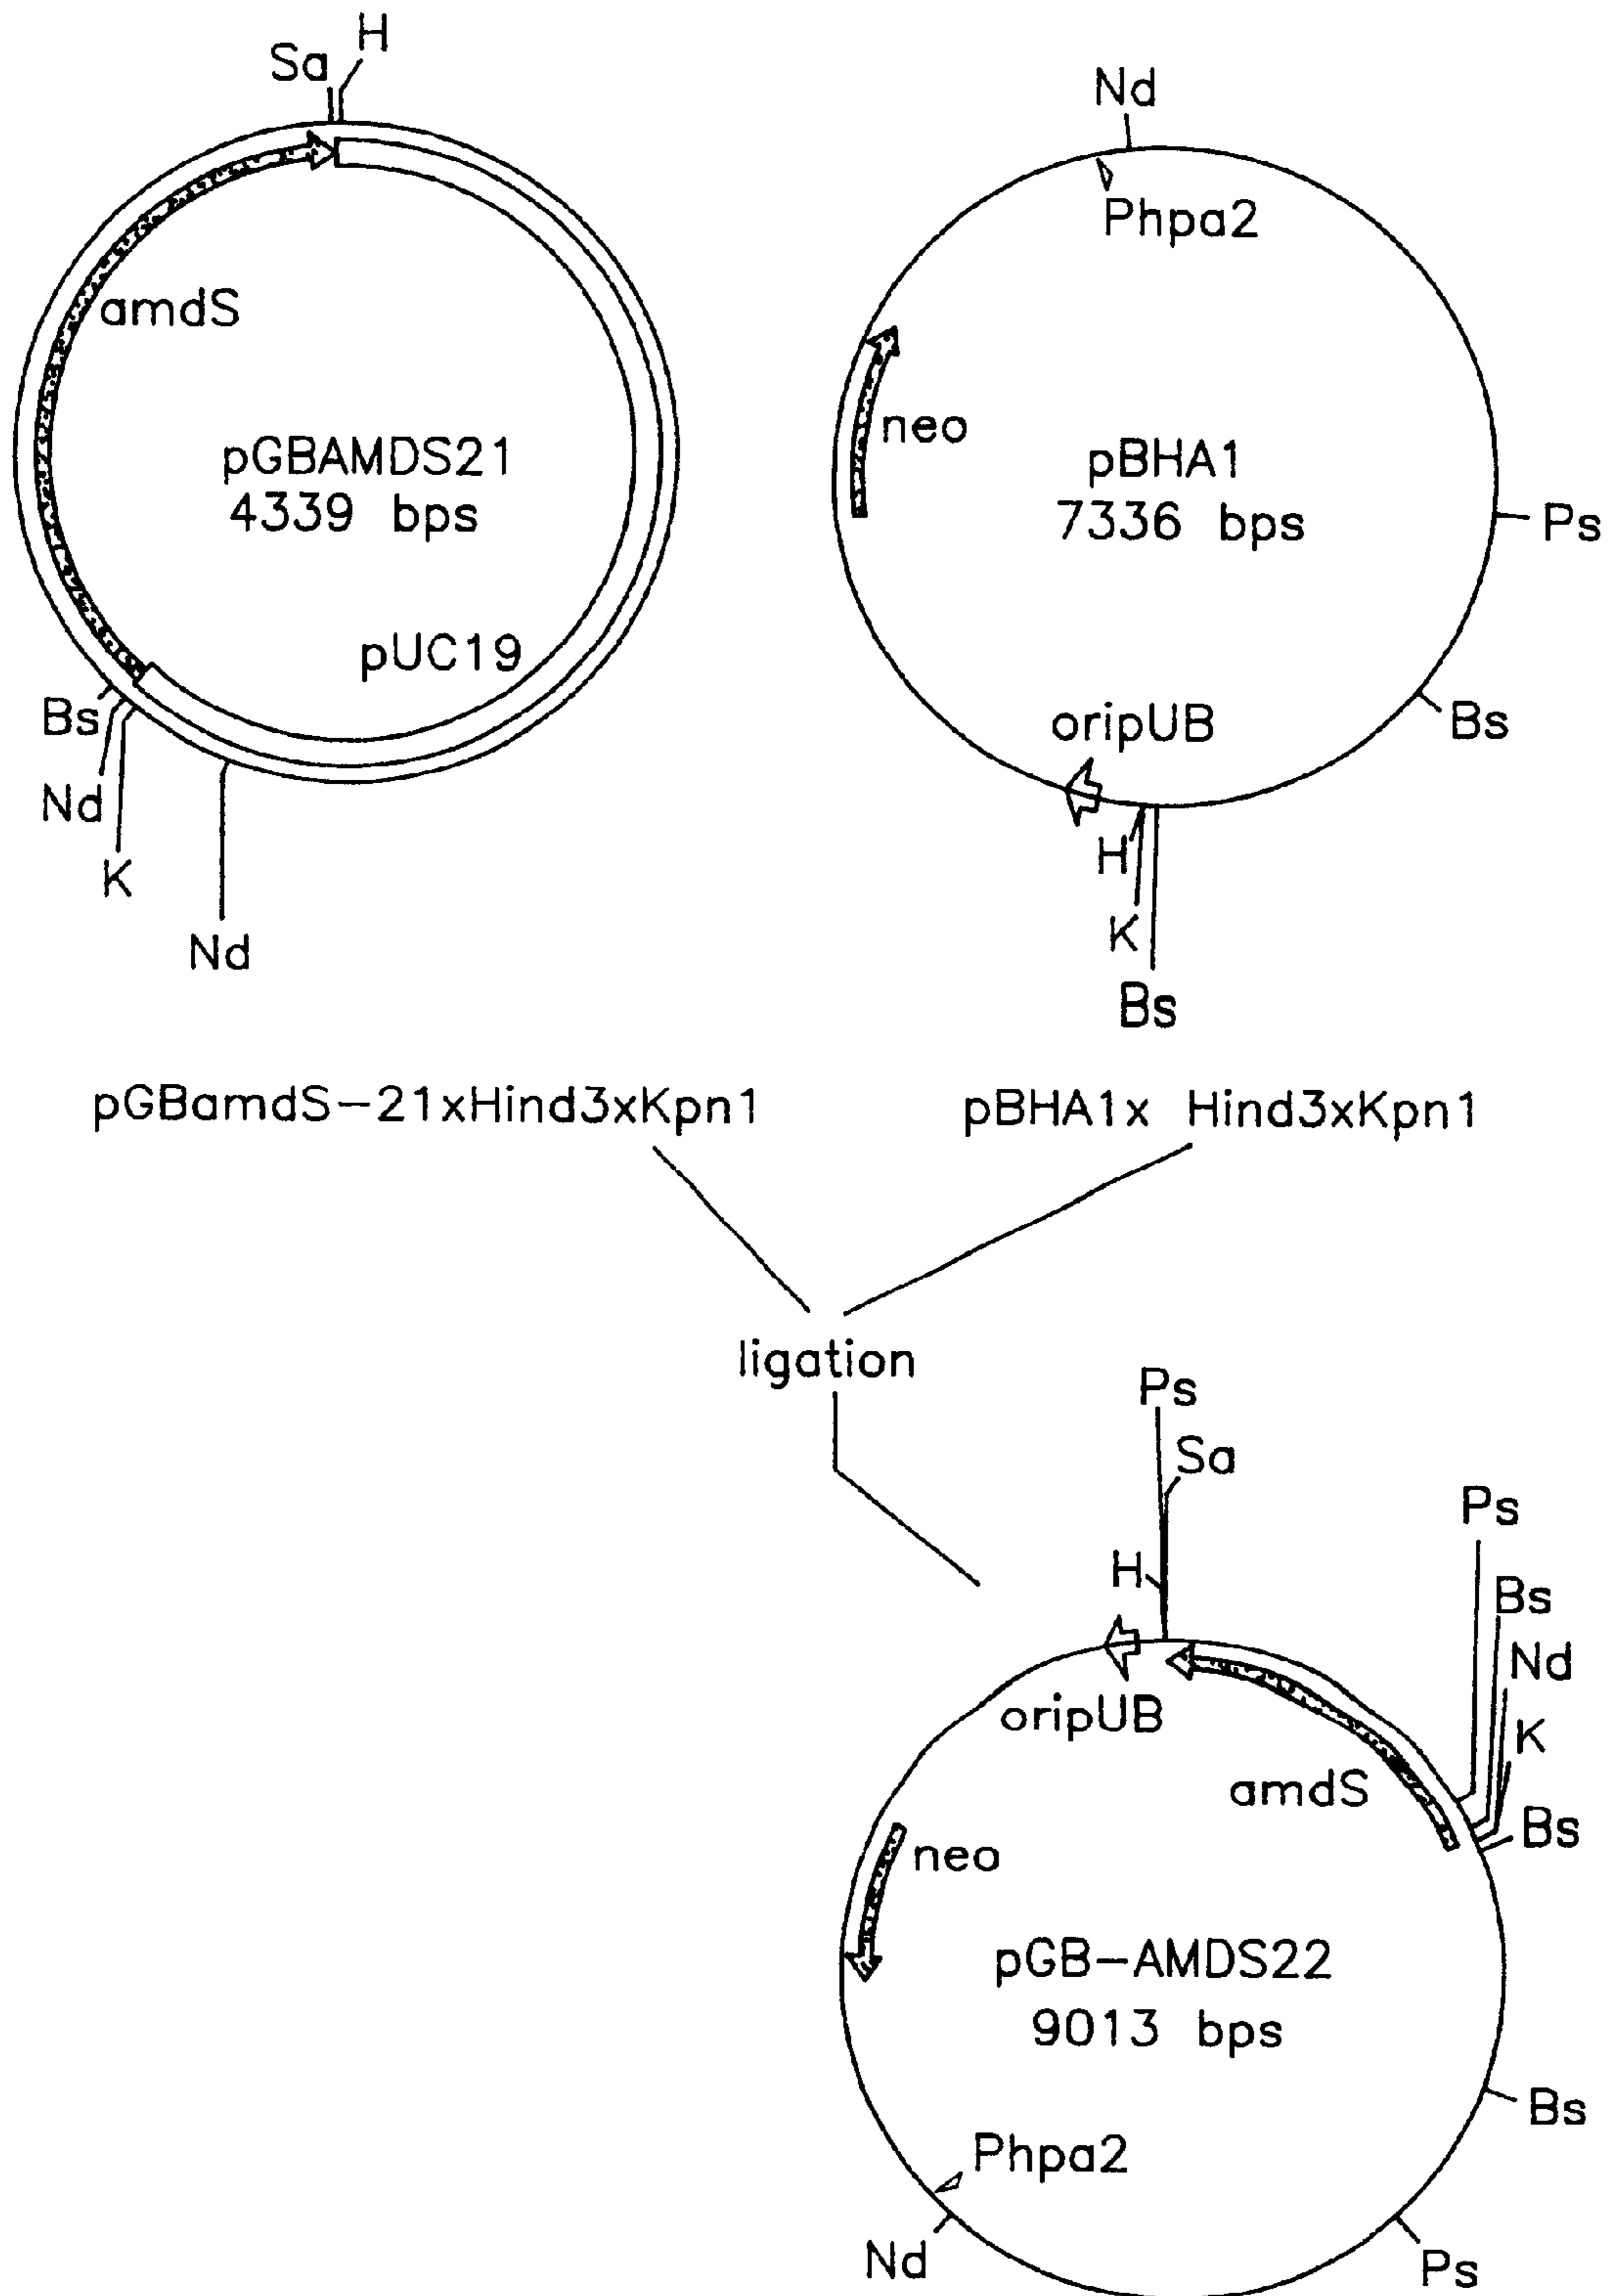 Sa
H
amdS
pGBAMDS21
4339 bps
pUC19
Bs
Nd
K
Nd
Nd
Phpa2
neo
pBHA1
7336 bps
Ps
oripUB
Bs
H
K
Bs
pGBamdS-21xHind3xKpn1
pBHA1x Hind3xKpn1
ligation
Ps
Sa
H
Ps
Bs
Nd
K
Bs
oripUB
amdS
neo
pGB-AMDS22
9013 bps
Bs
Phpa2
Nd
Ps